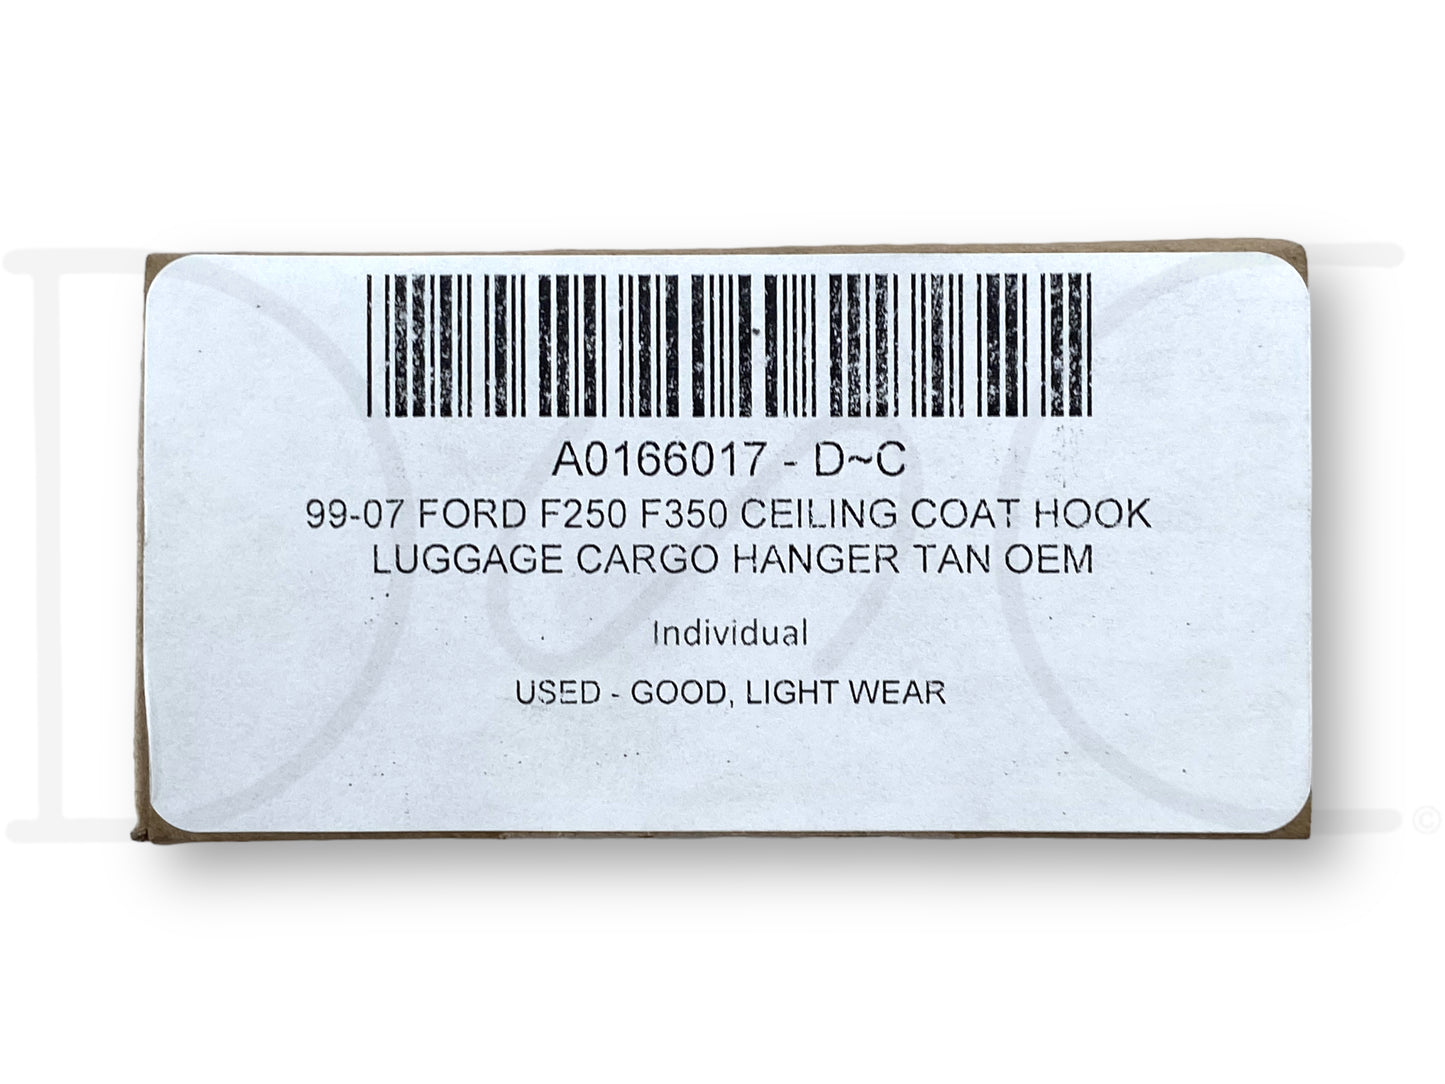 A0166017 - D~C
99-07 FORD F250 F350 CEILING COAT HOOK
LUGGAGE CARGO HANGER TAN OEM
Individual
USED - GOOD, LIGHT WEAR
©